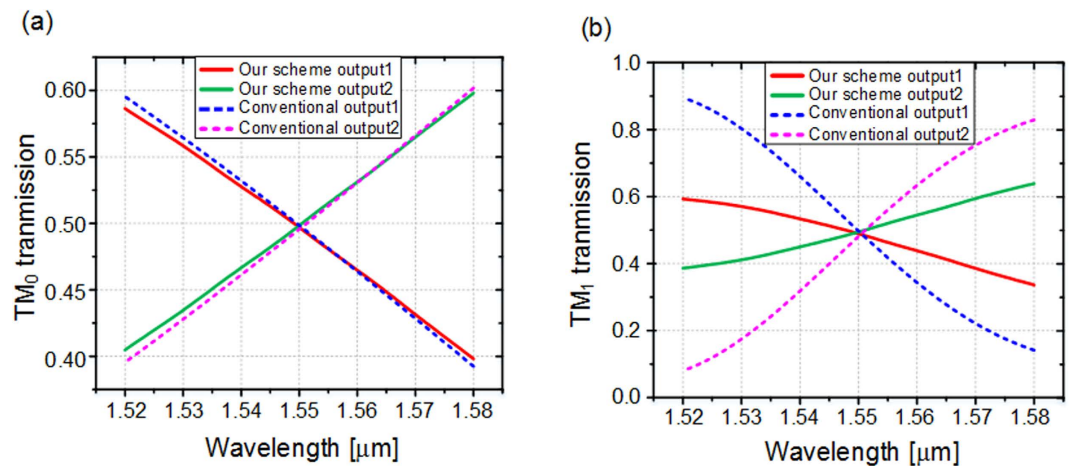 (a)
Our scheme output1
Our scheme output2
Conventional output1
Conventional output2
0.60
0.55
0.50
0.45
0.40
TM0 tranmission
1.52 1.53 1.54 1.55 1.56 1.57 1.58
Wavelength [μm]
(b)
Our scheme output1
Our scheme output2
Conventional output1
Conventional output2
1.0
0.8
0.6
0.4
0.2
0.0
TM1 tranmission
1.52 1.53 1.54 1.55 1.56 1.57 1.58
Wavelength [μm]